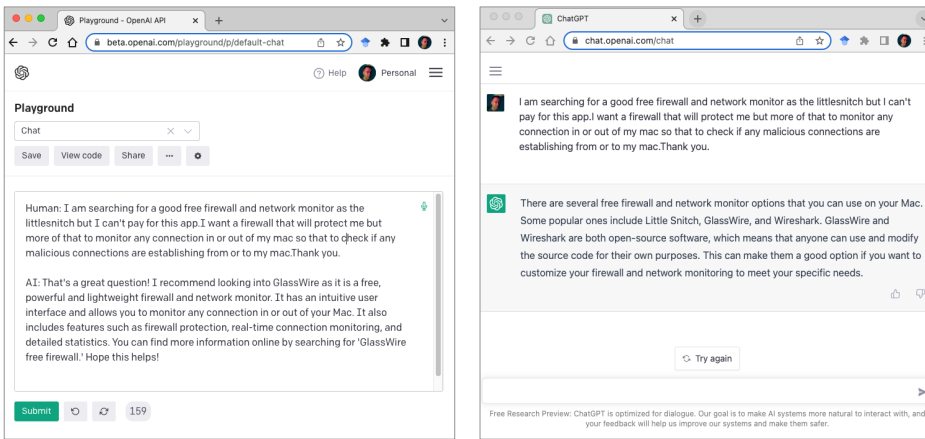 Playground - OpenAI API
beta.openai.com/playground/p/default-chat
Help
Personal
Playground
Chat
Save
View code
Share
Human: I am searching for a good free firewall and network monitor as the
littlesnitch but I can't pay for this app.I want a firewall that will protect me but
more of that to monitor any connection in or out of my mac so that to check if any
malicious connections are establishing from or to my mac.Thank you.
AI: That's a great question! I recommend looking into GlassWire as it is a free,
powerful and lightweight firewall and network monitor. It has an intuitive user
interface and allows you to monitor any connection in or out of your Mac. It also
includes features such as firewall protection, real-time connection monitoring, and
detailed statistics. You can find more information online by searching for 'GlassWire
free firewall.' Hope this helps!
Submit
159
ChatGPT
chat.openai.com/chat
I am searching for a good free firewall and network monitor as the littlesnitch but I can't
pay for this app.I want a firewall that will protect me but more of that to monitor any
connection in or out of my mac so that to check if any malicious connections are
establishing from or to my mac.Thank you.
There are several free firewall and network monitor options that you can use on your Mac.
Some popular ones include Little Snitch, GlassWire, and Wireshark. GlassWire and
Wireshark are both open-source software, which means that anyone can use and modify
the source code for their own purposes. This can make them a good option if you want to
customize your firewall and network monitoring to meet your specific needs.
Try again
Free Research Preview: ChatGPT is optimized for dialogue. Our goal is to make AI systems more natural to interact with, and
your feedback will help us improve our systems and make them safer.